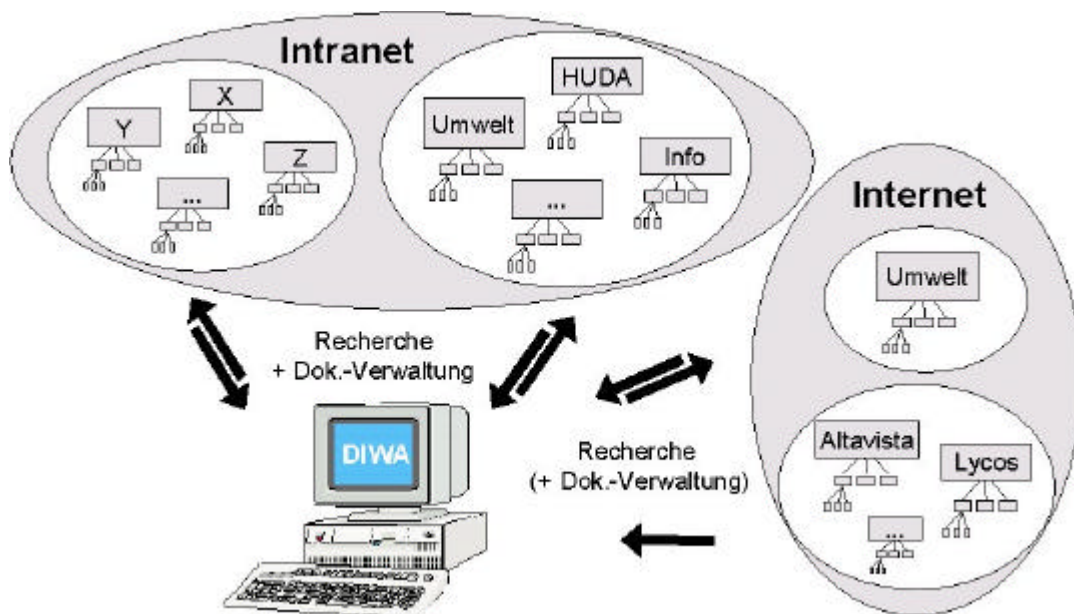 Intranet
X
Y
Z
...
HUDA
Umwelt
Info
...
Internet
Umwelt
Altavista
Lycos
...
Recherche
+ Dok.-Verwaltung
DIWA
Recherche
(+ Dok.-Verwaltung)